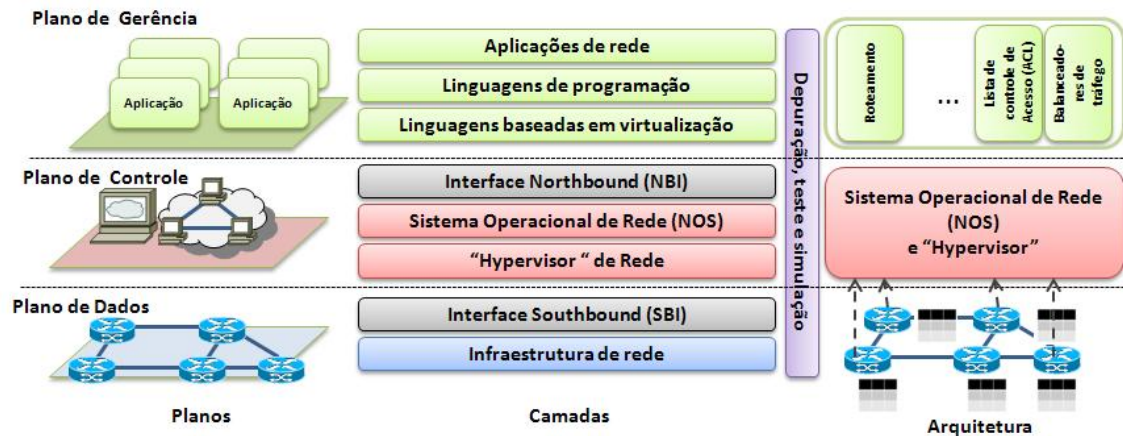 Plano de Gerência
Aplicação
Aplicação
Aplicações de rede
Linguagens de programação
Linguagens baseadas em virtualização
Plano de Controle
Interface Northbound (NBI)
Sistema Operacional de Rede (NOS)
“Hypervisor “ de Rede
Plano de Dados
Interface Southbound (SBI)
Infraestrutura de rede
Depuração, teste e simulação
Roteamento
...
Lista de
controle de
Acesso (ACL)
Balanceado-
res de
tráfego
Sistema Operacional de Rede
(NOS)
e “Hypervisor”
Planos
Camadas
Arquitetura